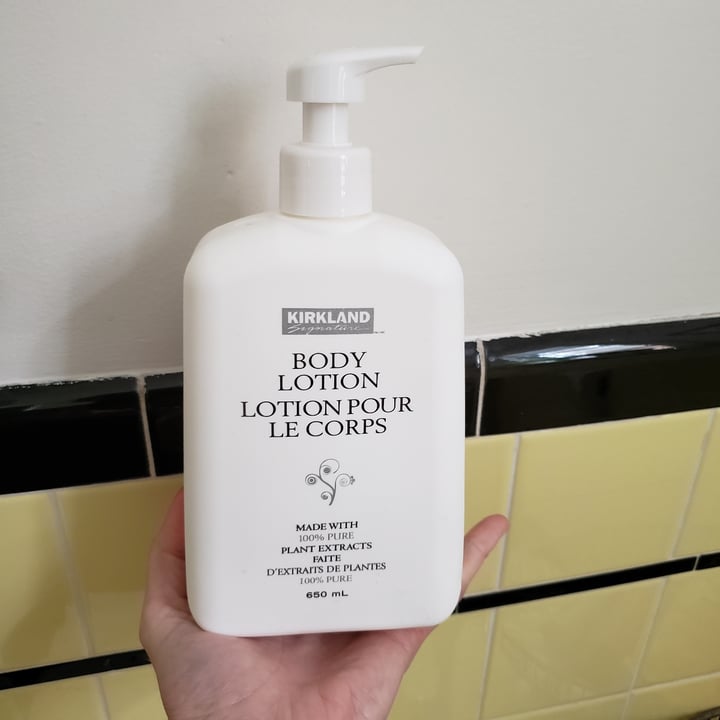 KIRKLAND
Signature
BODY
LOTION
LOTION POUR
LE CORPS
MADE WITH
100% PURE
PLANT EXTRACTS
FAITE
D'EXTRAITS DE PLANTES
100% PURE
650 mL